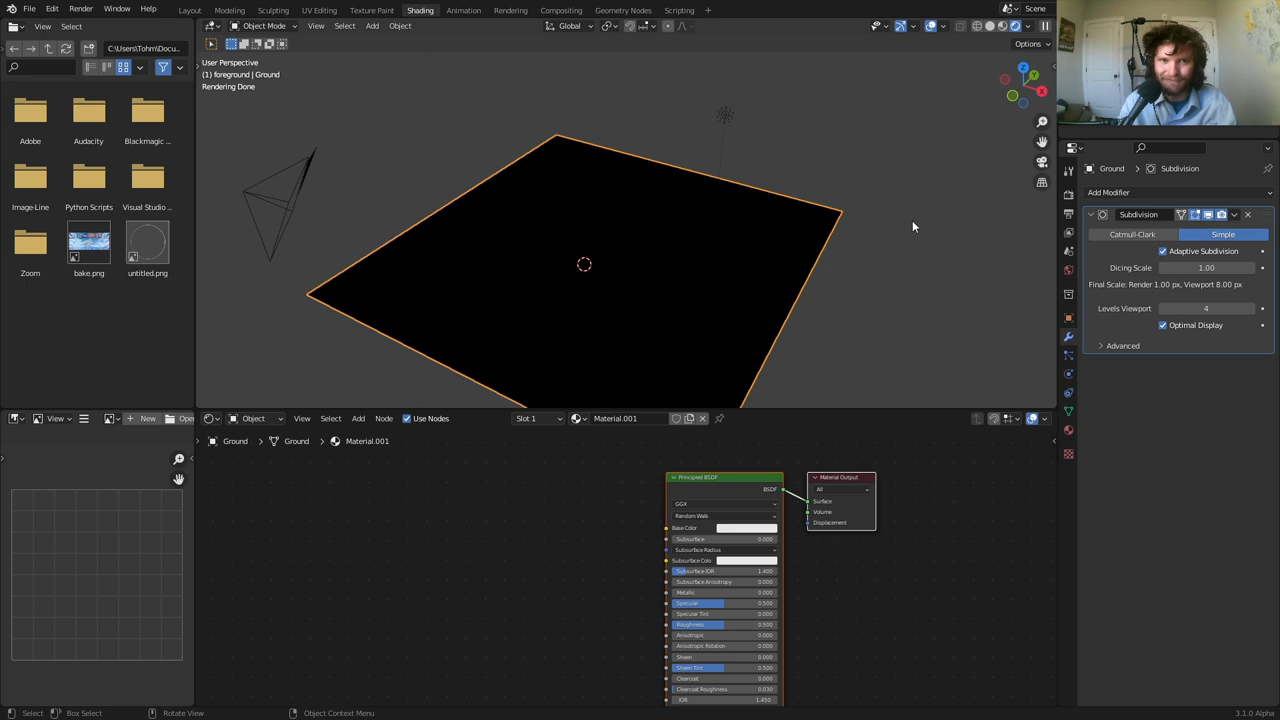 File Edit Render Window Help Layout Modeling Sculpting UV Editing Texture Paint Shading Animation Rendering Compositing Geometry Nodes Scripting + Scene
View Select Object Mode View Select Add Object Global
C:\Users\Tohm\Docu... Options
User Perspective
(1) foreground | Ground
Rendering Done
Adobe Audacity Blackmagic ...
Image-Line Python Scripts Visual Studio ...
Zoom bake.png untitled.png
Z Y X
Ground Subdivision
Add Modifier
Subdivision
Catmull-Clark Simple
Adaptive Subdivision
Dicing Scale 1.00
Final Scale: Render 1.00 px, Viewport 8.00 px
Levels Viewport 4
Optimal Display
Advanced
View New Open Object View Select Add Node Use Nodes Slot 1 Material.001
Ground Ground Material.001
Principled BSDF
BSDF
GGX
Random Walk
Base Color
Subsurface 0.000
Subsurface Radius
Subsurface Colo
Subsurface IOR 1.400
Subsurface Anisotropy 0.000
Metallic 0.000
Specular 0.500
Specular Tint 0.000
Roughness 0.500
Anisotropic 0.000
Anisotropic Rotation 0.000
Sheen 0.000
Sheen Tint 0.500
Clearcoat 0.000
Clearcoat Roughness 0.030
IOR 1.450
Material Output
All
Surface
Volume
Displacement
Select Box Select Rotate View Object Context Menu 3.1.0 Alpha